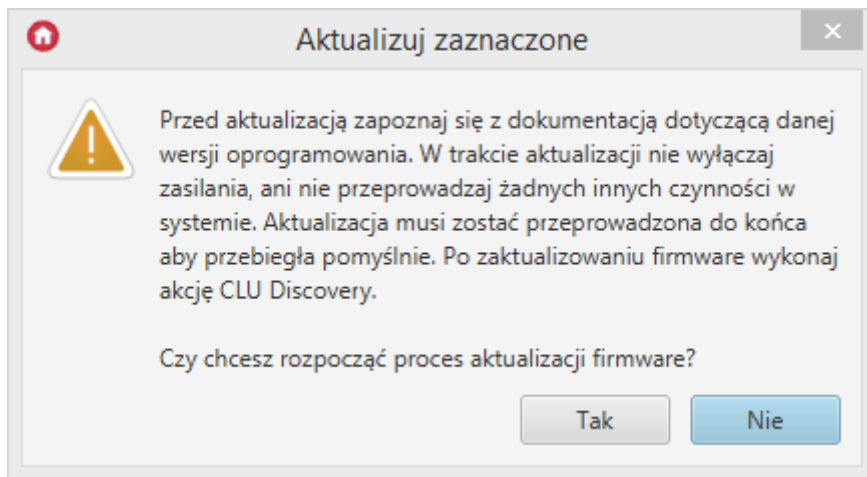 Aktualizuj zaznaczone
Przed aktualizacją zapoznaj się z dokumentacją dotyczącą danej
wersji oprogramowania. W trakcie aktualizacji nie wyłączaj
zasilania, ani nie przeprowadzaj żadnych innych czynności w
systemie. Aktualizacja musi zostać przeprowadzona do końca
aby przebiegła pomyślnie. Po zaktualizowaniu firmware wykonaj
akcję CLU Discovery.
Czy chcesz rozpocząć proces aktualizacji firmware?
Tak
Nie